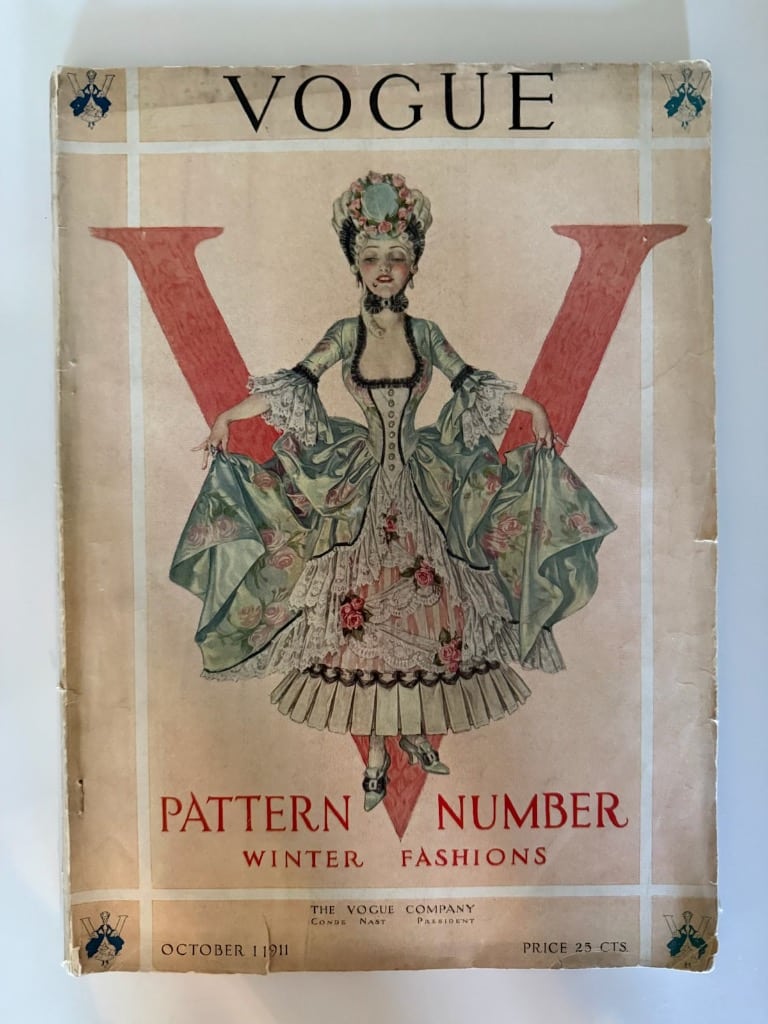 VOGUE
PATTERN NUMBER
WINTER FASHIONS
THE VOGUE COMPANY
CONDE NAST PRESIDENT
OCTOBER 1 1911
PRICE 25 CTS.